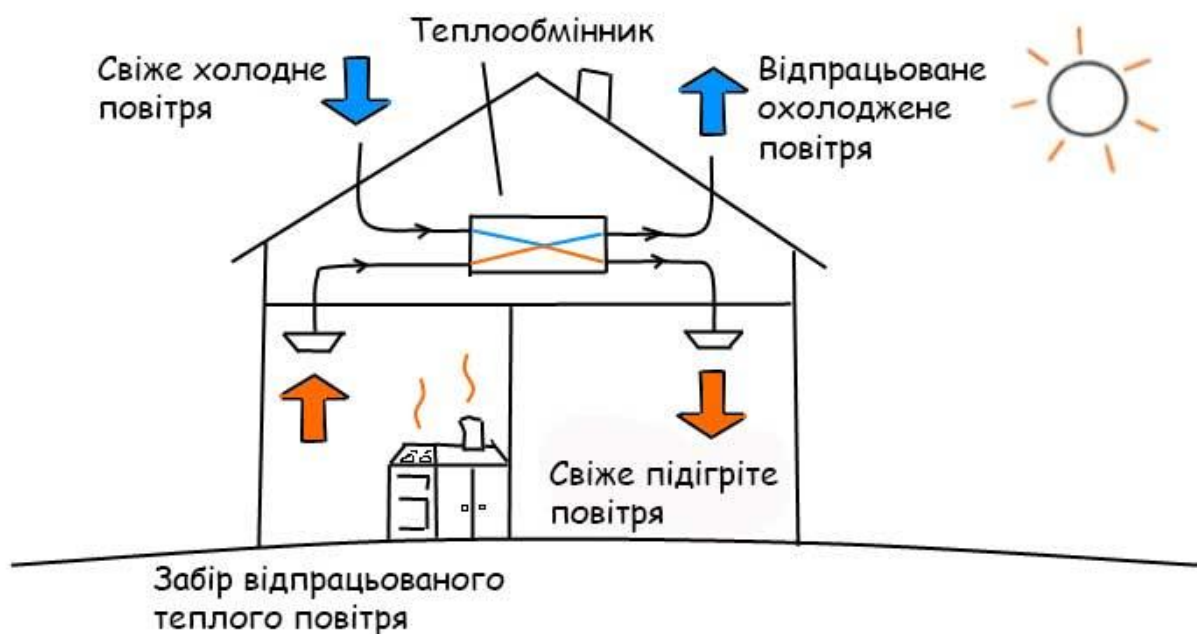 Теплообмінник
Свіже холодне
повітря
Відпрацьоване
охолоджене
повітря
Свіже підігріте
повітря
Забір відпрацьованого
теплого повітря